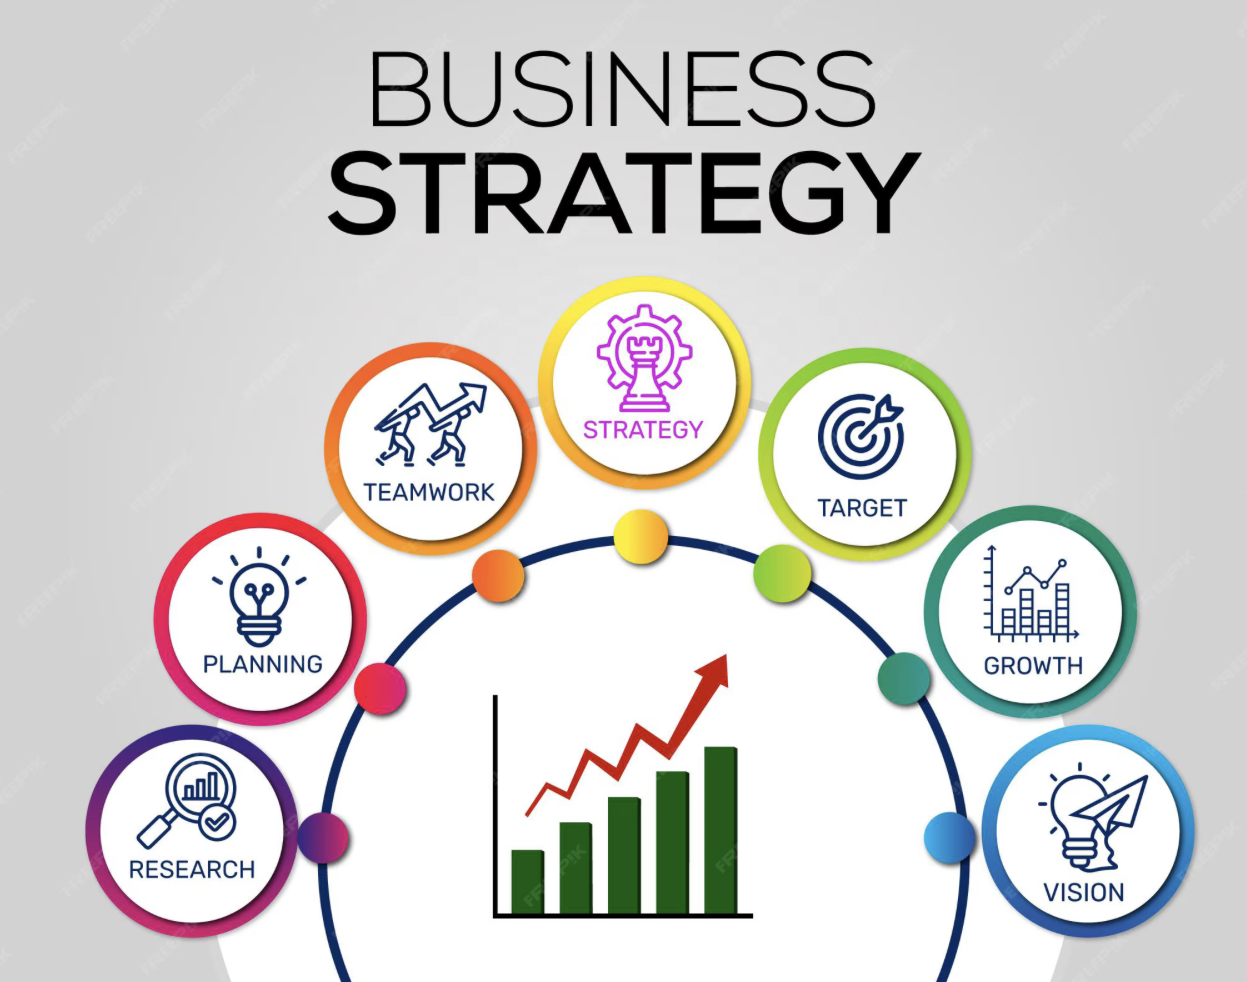 BUSINESS
STRATEGY
STRATEGY
TEAMWORK
TARGET
PLANNING
GROWTH
RESEARCH
VISION